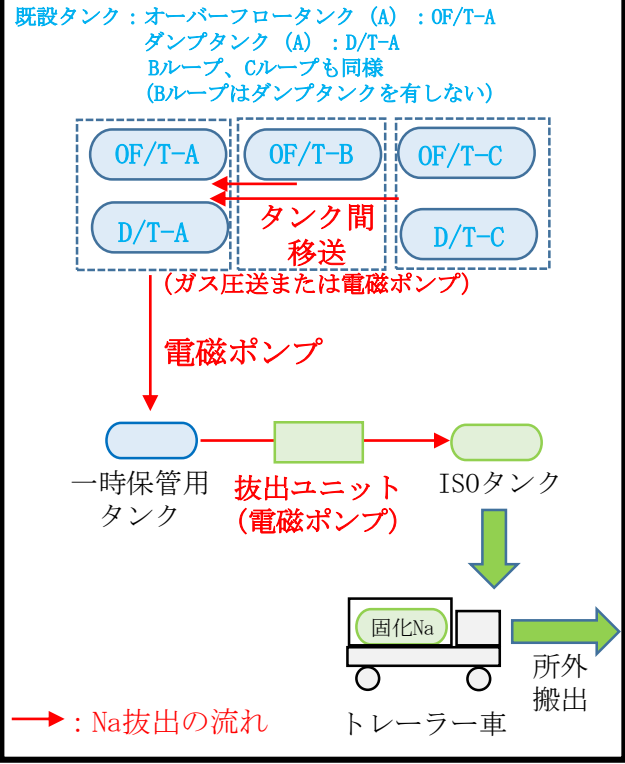 既設タンク：オーバーフロータンク（A）：OF/T-A
ダンプタンク（A）：D/T-A
Bループ、Cループも同様
(Bループはダンプタンクを有しない)
OF/T-A
OF/T-B
OF/T-C
D/T-A
タンク間
移送
D/T-C
(ガス圧送または電磁ポンプ)
電磁ポンプ
一時保管用
タンク
抜出ユニット
(電磁ポンプ)
ISOタンク
固化Na
所外
搬出
：Na抜出の流れ
トレーラー車